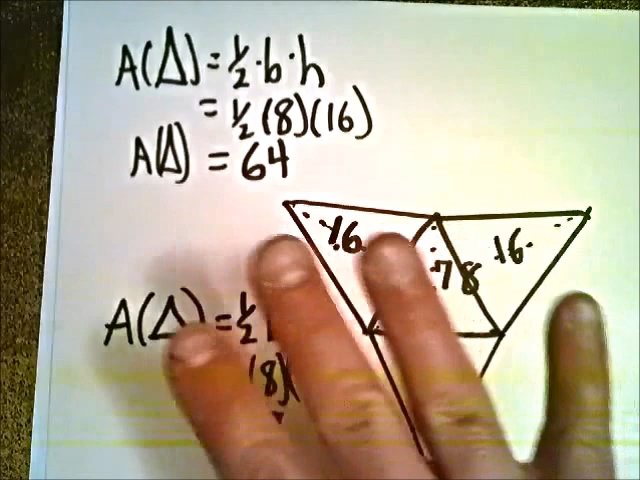 A(Δ) = ½·b·h
= ½(8)(16)
A(Δ) = 64
16
16
78
A(Δ) = ½
(8)(